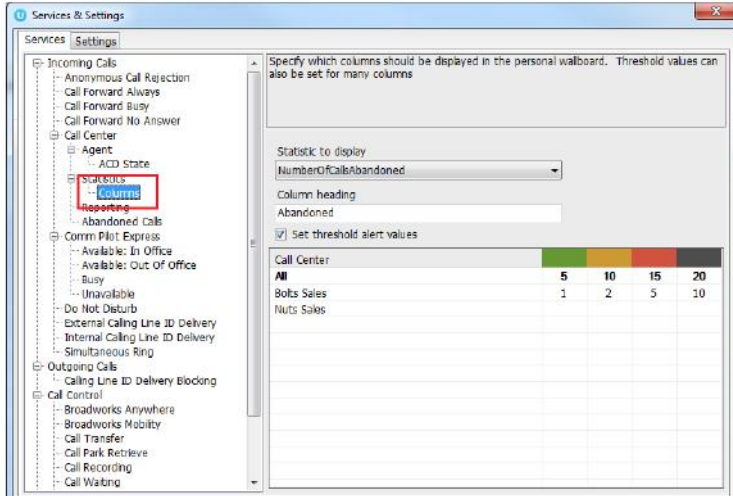 Services & Settings
Services Settings
Incoming Calls
Anonymous Call Rejection
Call Forward Always
Call Forward Busy
Call Forward No Answer
Call Center
Agent
ACD State
Statistics
Columns
Reporting
Abandoned Calls
Comm Pilot Express
Available: In Office
Available: Out Of Office
Busy
Unavailable
Do Not Disturb
External Calling Line ID Delivery
Internal Calling Line ID Delivery
Simultaneous Ring
Outgoing Calls
Calling Line ID Delivery Blocking
Call Control
Broadworks Anywhere
Broadworks Mobility
Call Transfer
Call Park Retrieve
Call Recording
Call Waiting
Specify which columns should be displayed in the personal wallboard. Threshold values can
also be set for many columns
Statistic to display
NumberOfCallsAbandoned
Column heading
Abandoned
Set threshold alert values
Call Center
All 5 10 15 20
Bolts Sales 1 2 5 10
Nuts Sales